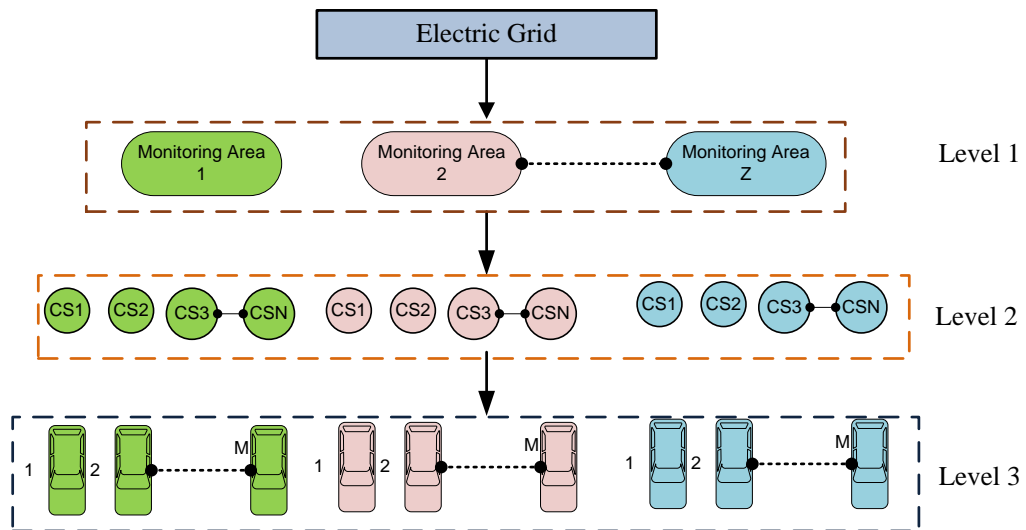 Electric Grid
Monitoring Area
1
Monitoring Area
2
Monitoring Area
Z
Level 1
CS1 CS2 CS3 CSN CS1 CS2 CS3 CSN CS1 CS2 CS3 CSN
Level 2
1 2 M 1 2 M 1 2 M
Level 3